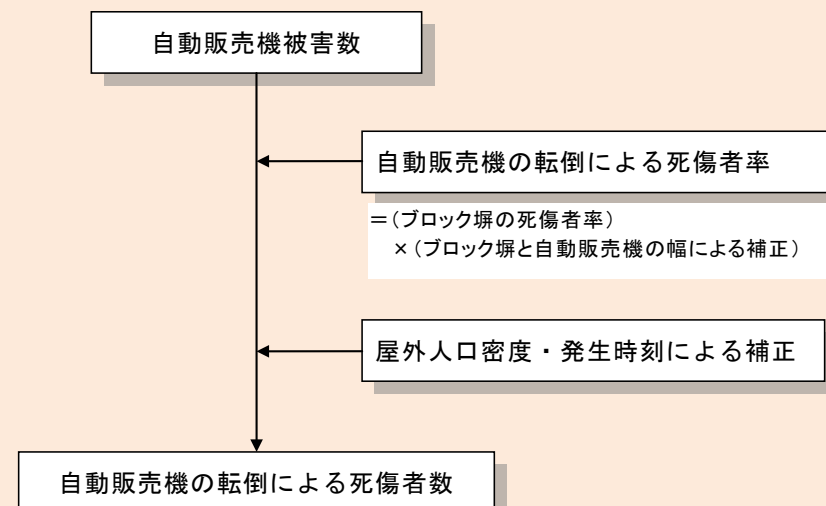 自動販売機被害数
自動販売機の転倒による死傷者率
＝（ブロック塀の死傷者率）
×（ブロック塀と自動販売機の幅による補正）
屋外人口密度・発生時刻による補正
自動販売機の転倒による死傷者数